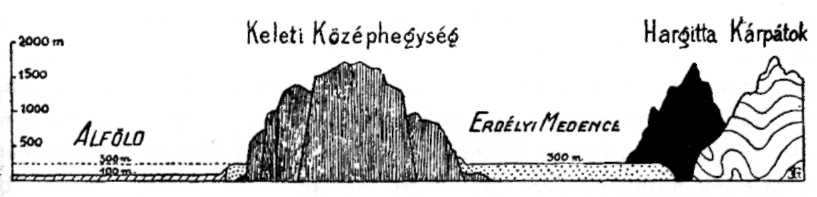 Keleti Középhegység
Hargitta Kárpátok
2000 m
1500
1000
500
ALFÖLD
ERDÉLYI MEDENCE
300 m.
100 m.
300 m.